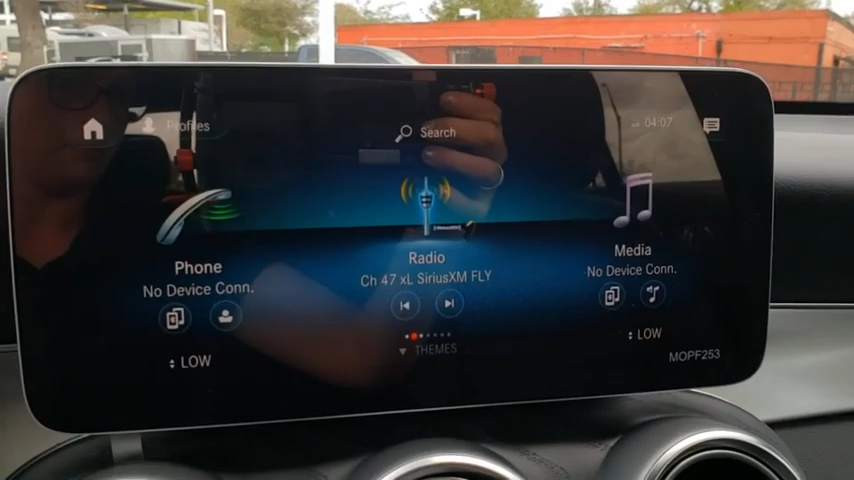 Profiles
Search
04:07
Phone
No Device Conn.
Radio
Ch 47 xL SiriusXM FLY
Media
No Device Conn.
THEMES
LOW
LOW
MOPF253